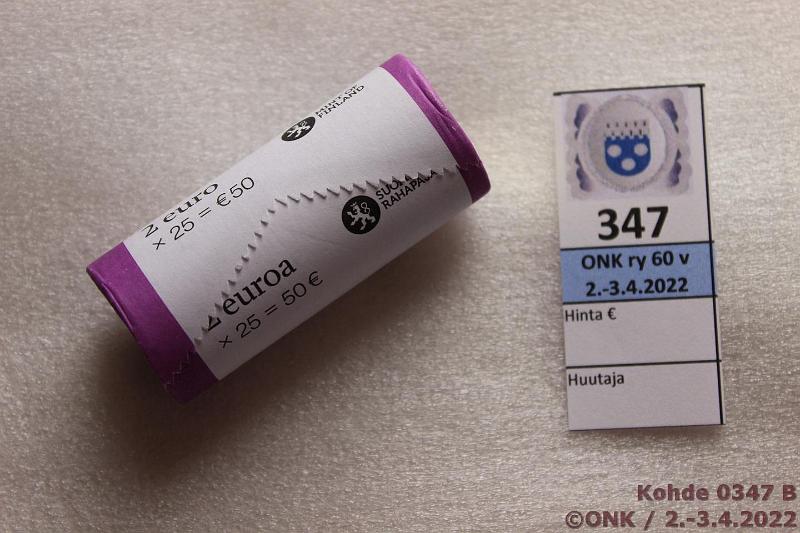 MINT OF
FINLAND
2 euro
× 25 = €50
SUOMEN
RAHAPAJA
2 euroa
× 25 = 50 €
347
ONK ry 60 v
2.-3.4.2022
Hinta €
Huutaja
Kohde 0347 B
©ONK / 2.-3.4.2022